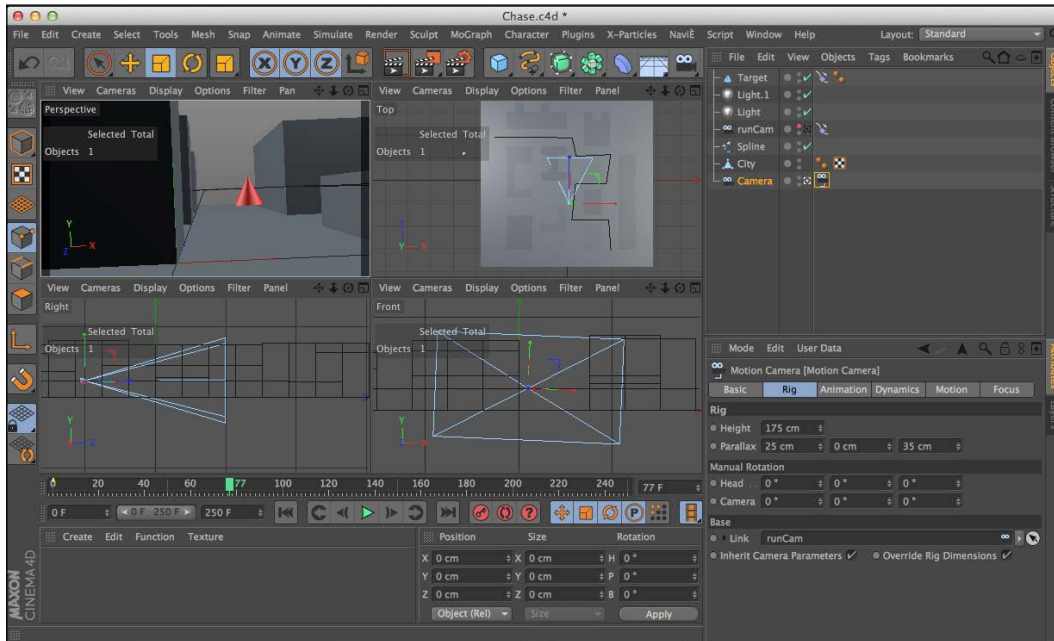 Chase.c4d *
File Edit Create Select Tools Mesh Snap Animate Simulate Render Sculpt MoGraph Character Plugins X-Particles NaviÈ Script Window Help Layout: Standard
View Cameras Display Options Filter Pan
Perspective
Selected Total
Objects 1
Y
Z X
View Cameras Display Options Filter Panel
Top
Selected Total
Objects 1
Z
Y X
View Cameras Display Options Filter Panel
Right
Selected Total
Objects 1
Y
X Z
View Cameras Display Options Filter Panel
Front
Selected Total
Objects 1
Y
X
0 20 40 60 77 100 120 140 160 180 200 220 240 77 F
0 F 0 F 250 F 250 F
Create Edit Function Texture
Position Size Rotation
X 0 cm X 0 cm H 0 °
Y 0 cm Y 0 cm P 0 °
Z 0 cm Z 0 cm B 0 °
Object (Rel) Size Apply
MAXON
CINEMA 4D
File Edit View Objects Tags Bookmarks
Target
Light.1
Light
runCam
Spline
City
Camera
Mode Edit User Data
Motion Camera [Motion Camera]
Basic Rig Animation Dynamics Motion Focus
Rig
Height 175 cm
Parallax 25 cm 0 cm 35 cm
Manual Rotation
Head . . 0 ° 0 ° 0 °
Camera 0 ° 0 ° 0 °
Base
Link runCam
Inherit Camera Parameters Override Rig Dimensions